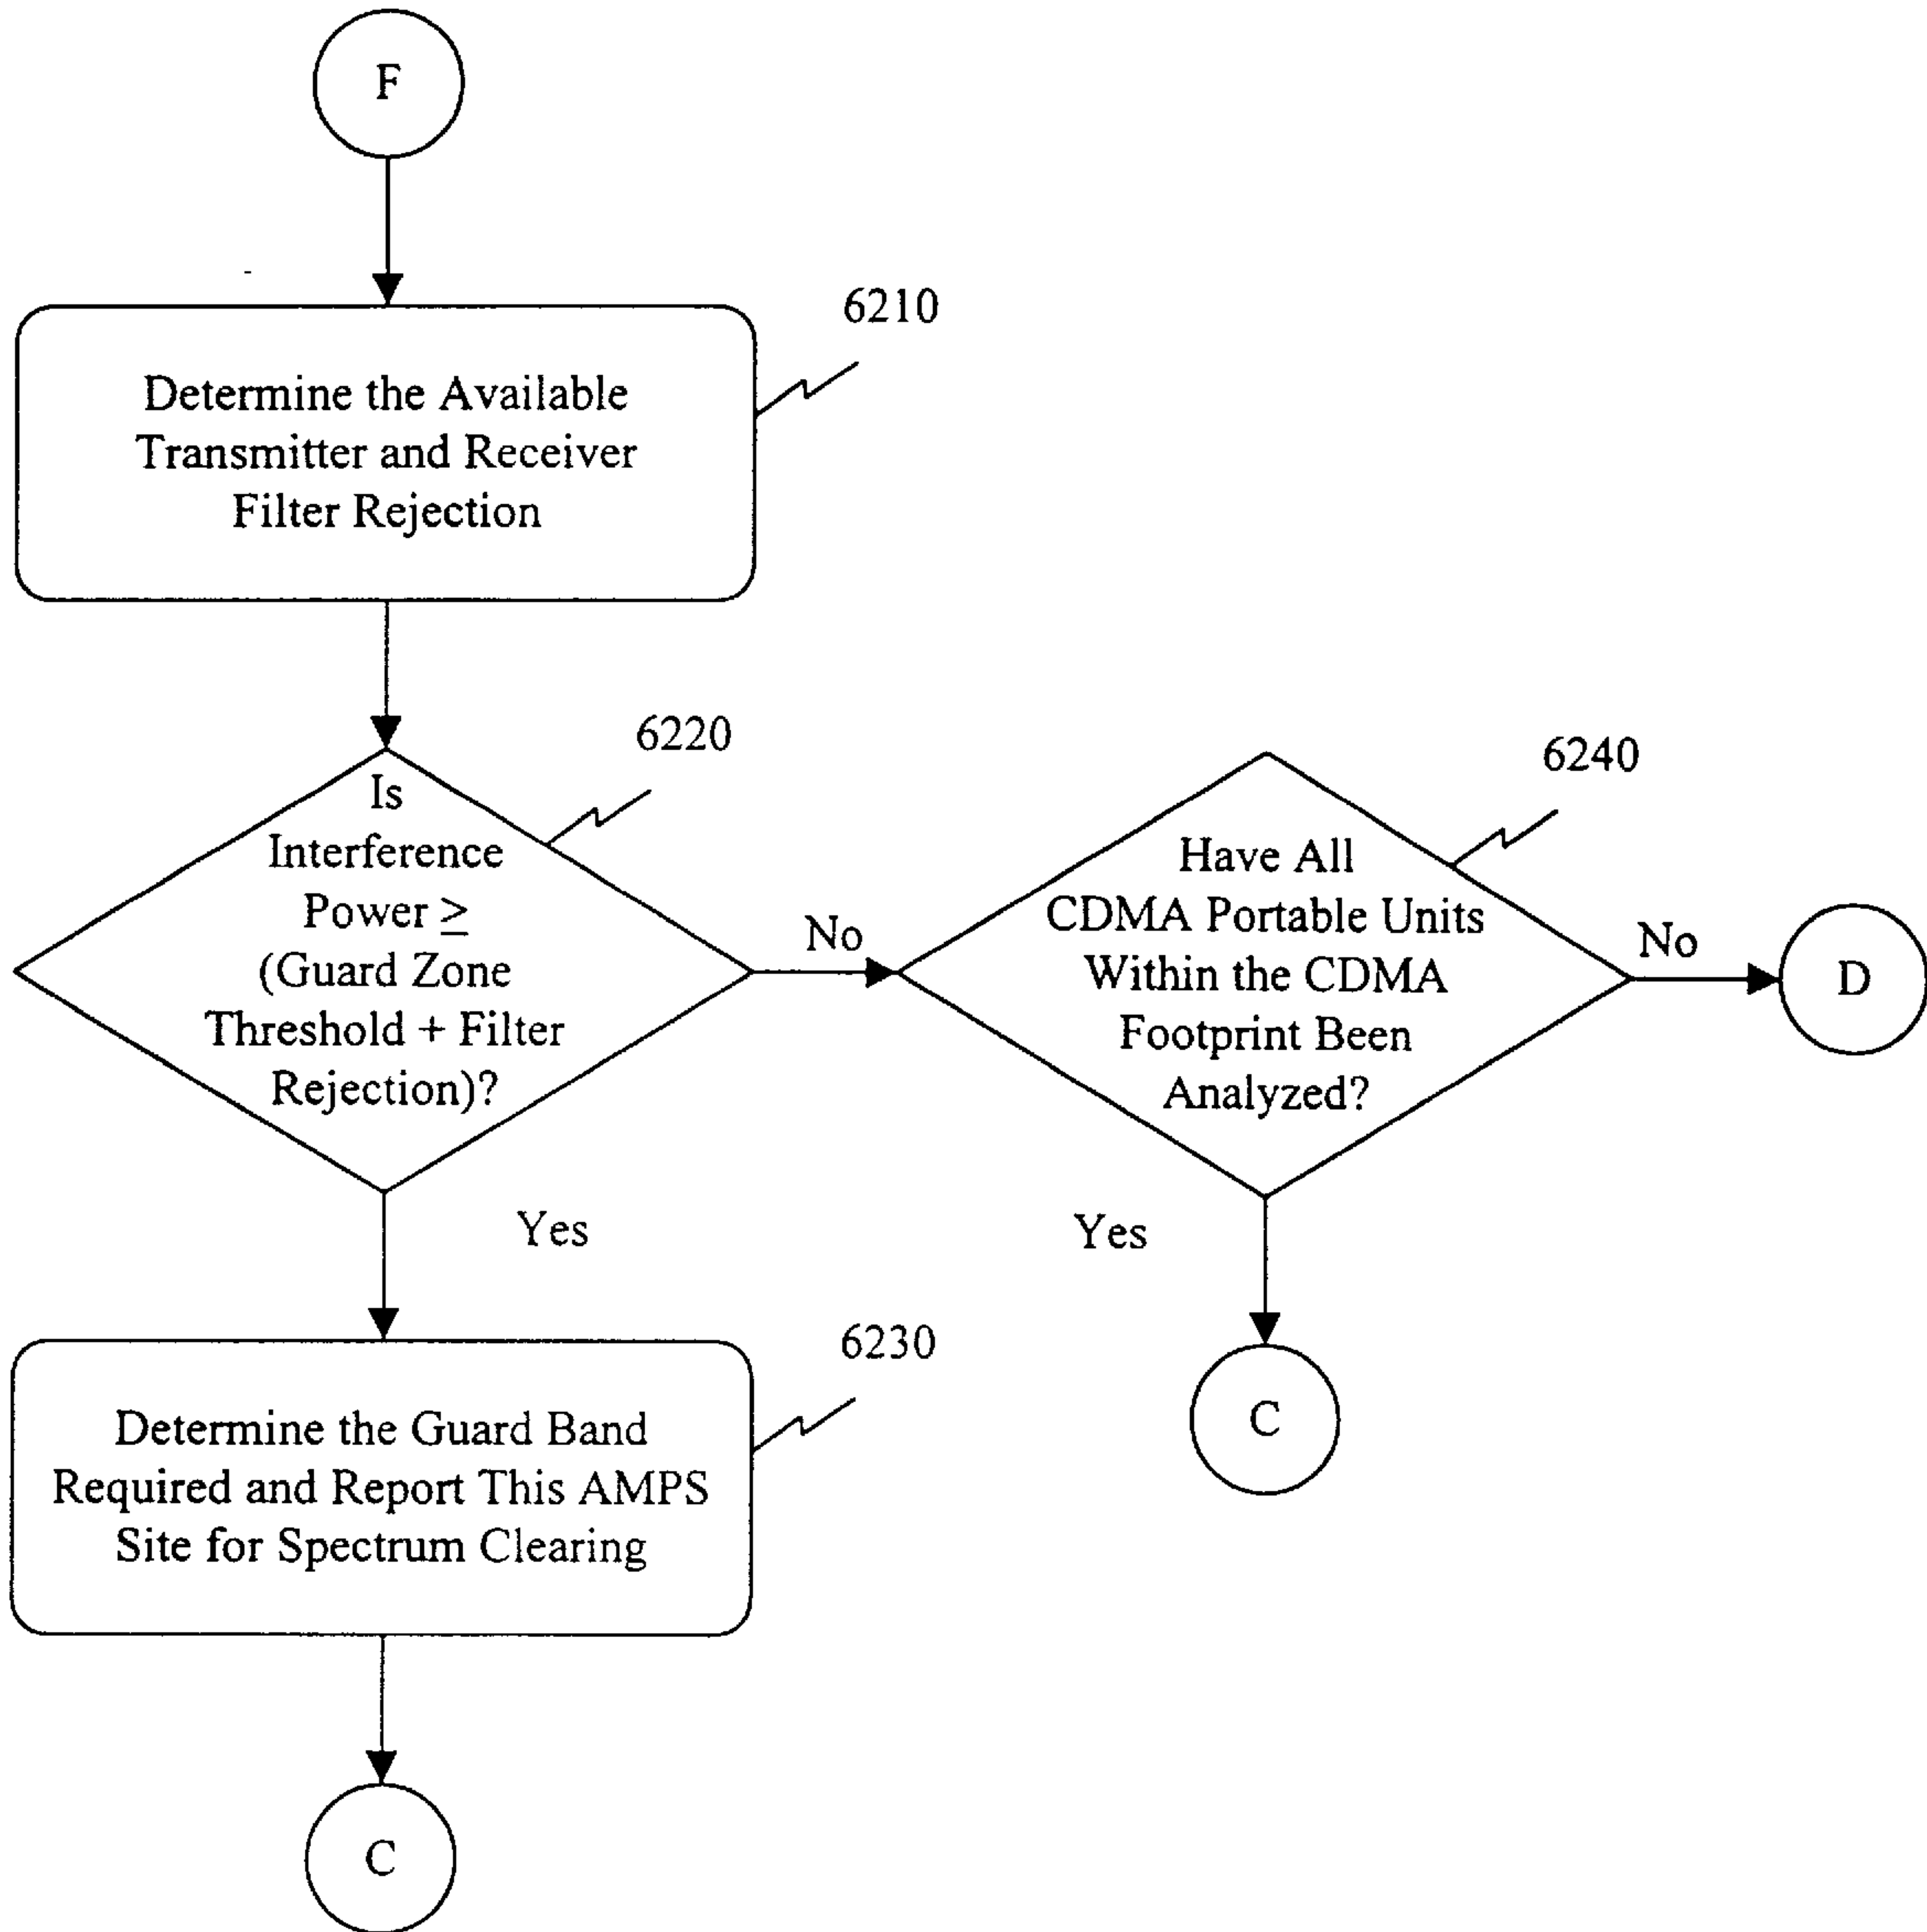 F
6210
Determine the Available
Transmitter and Receiver
Filter Rejection
6220
Is
Interference
Power ≥
(Guard Zone
Threshold + Filter
Rejection)?
No
6240
Have All
CDMA Portable Units
Within the CDMA
Footprint Been
Analyzed?
No
D
Yes
Yes
6230
Determine the Guard Band
Required and Report This AMPS
Site for Spectrum Clearing
C
C